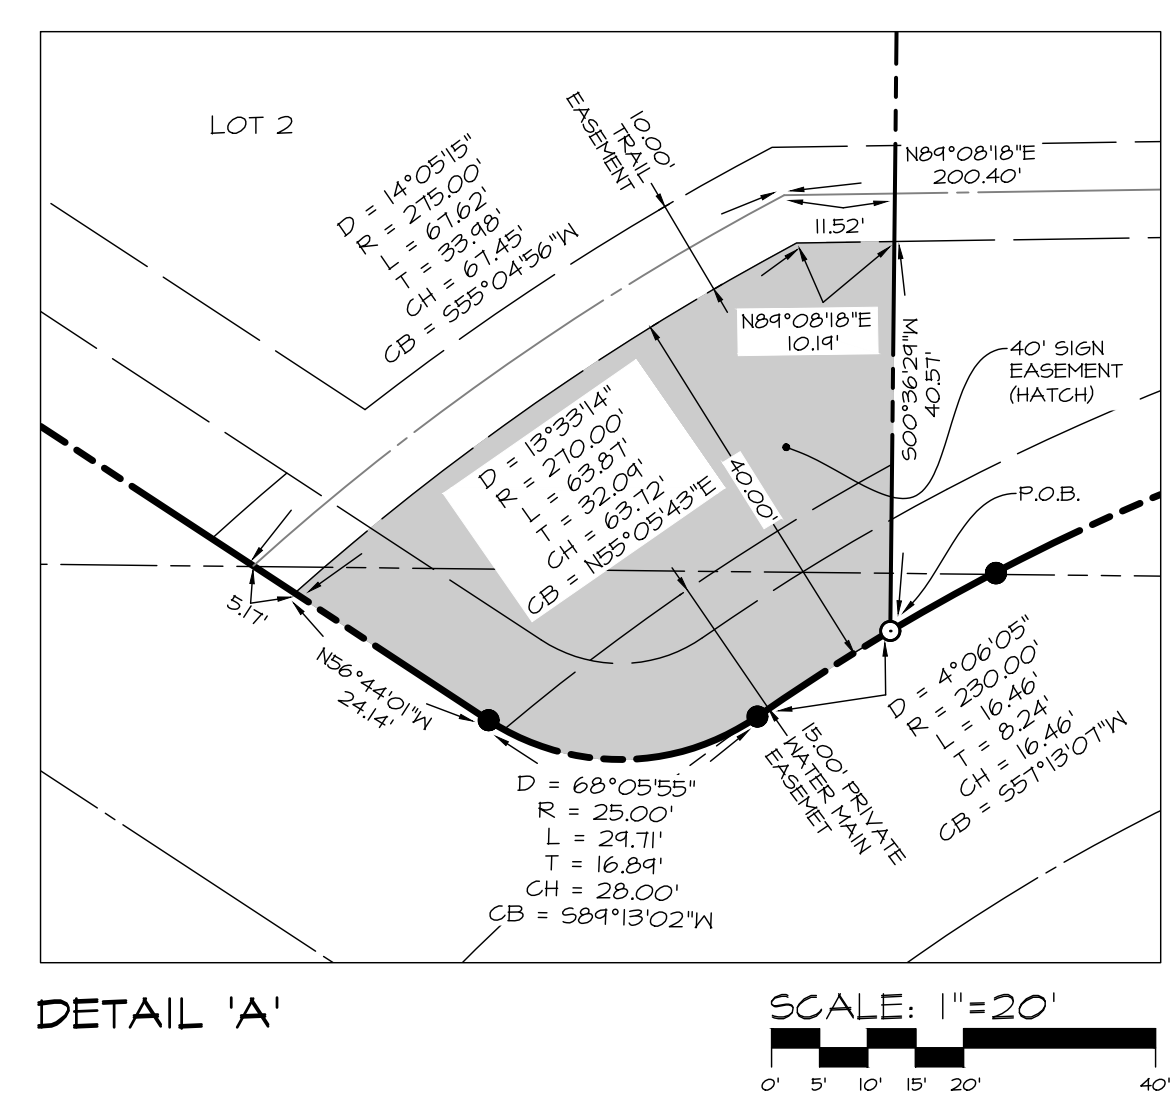 LOT 2
D = 14°05'15"
R = 275.00'
L = 67.62'
T = 33.98'
CH = 67.45'
CB = S55°04'56"W
10.00'
TRAIL
EASEMENT
N89°08'18"E
200.40'
11.52'
N89°08'18"E
10.19'
S00°36'29"W
40.57'
40' SIGN
EASEMENT
(HATCH)
D = 13°33'14"
R = 270.00'
L = 63.87'
T = 32.09'
CH = 63.72'
CB = N55°05'43"E
40.00'
P.O.B.
5.17'
N56°44'01"W
24.14'
D = 4°06'05"
R = 230.00'
L = 16.46'
T = 8.24'
CH = 16.46'
CB = S57°13'07"W
15.00' PRIVATE
WATER MAIN
EASEMET
D = 68°05'55"
R = 25.00'
L = 29.71'
T = 16.89'
CH = 28.00'
CB = S89°13'02"W
DETAIL 'A'
SCALE: 1"=20'
0' 5' 10' 15' 20' 40'